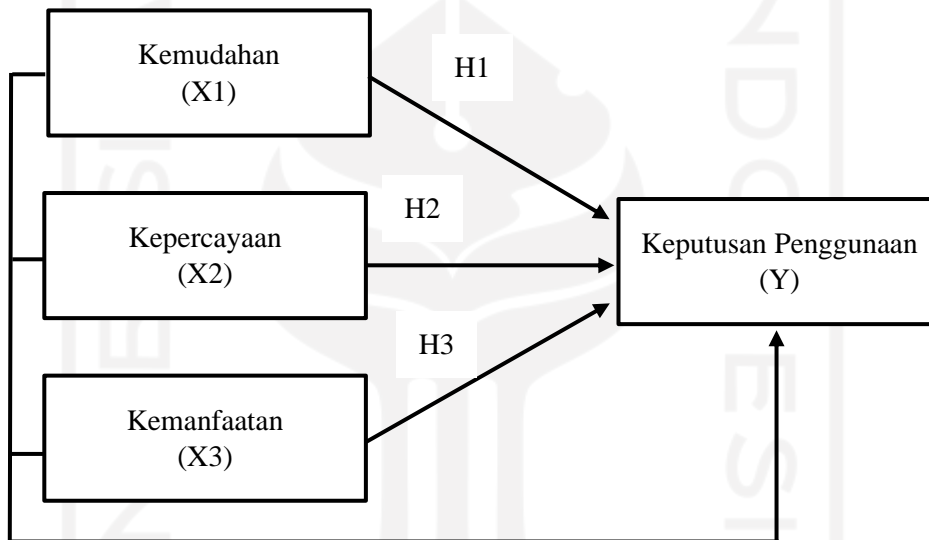 Kemudahan
(X1)
H1
Kepercayaan
(X2)
H2
Keputusan Penggunaan
(Y)
H3
Kemanfaatan
(X3)